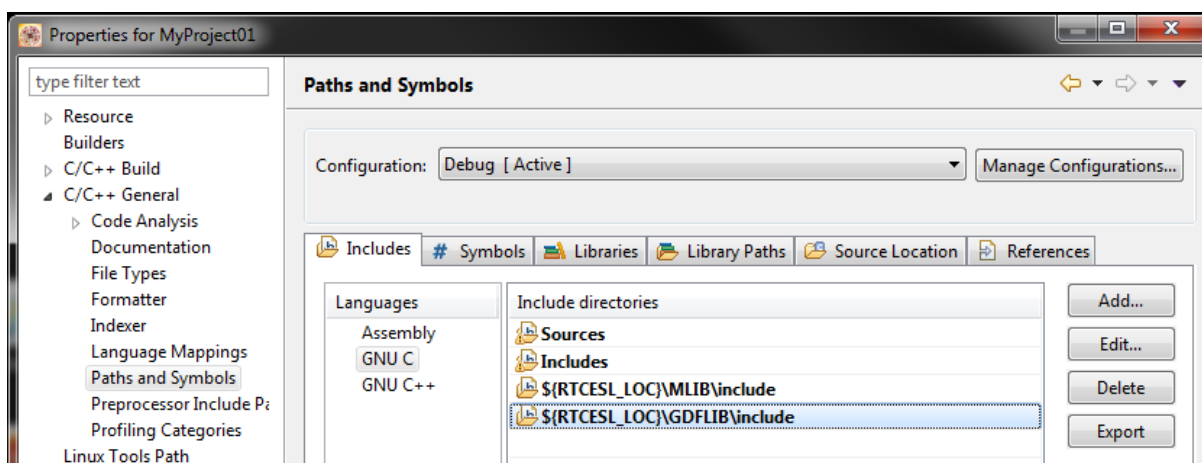 Properties for MyProject01
type filter text
Resource
Builders
C/C++ Build
C/C++ General
Code Analysis
Documentation
File Types
Formatter
Indexer
Language Mappings
Paths and Symbols
Preprocessor Include Pa
Profiling Categories
Linux Tools Path
Paths and Symbols
Configuration: Debug [ Active ] Manage Configurations...
Includes # Symbols Libraries Library Paths Source Location References
Languages
Assembly
GNU C
GNU C++
Include directories
Sources
Includes
${RTCESL_LOC}\MLIB\include
${RTCESL_LOC}\GDFLIB\include
Add...
Edit...
Delete
Export